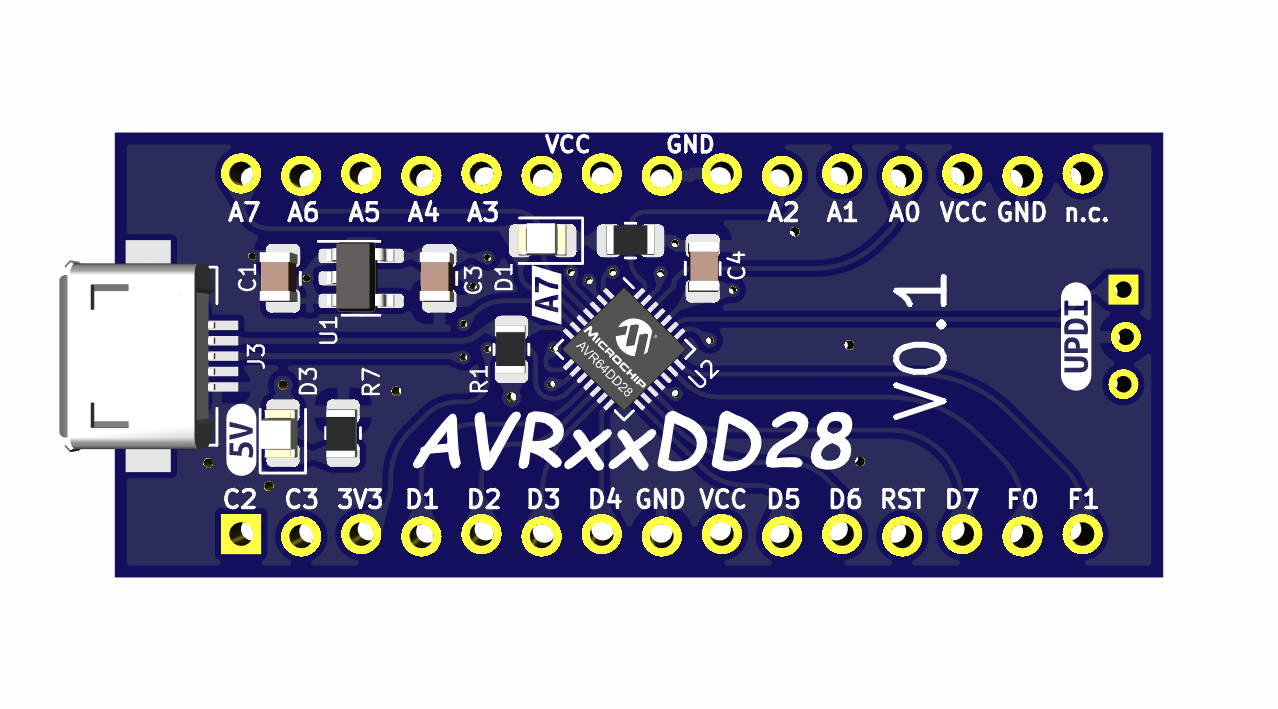 VCC GND
A7 A6 A5 A4 A3 A2 A1 A0 VCC GND n.c.
C1
U1
C3
D1
A7
C4
UPDI
V0.1
J3
D3
R7
R1
MICROCHIP
AVR64DD28
U2
5V
AVRxxDD28
C2 C3 3V3 D1 D2 D3 D4 GND VCC D5 D6 RST D7 F0 F1